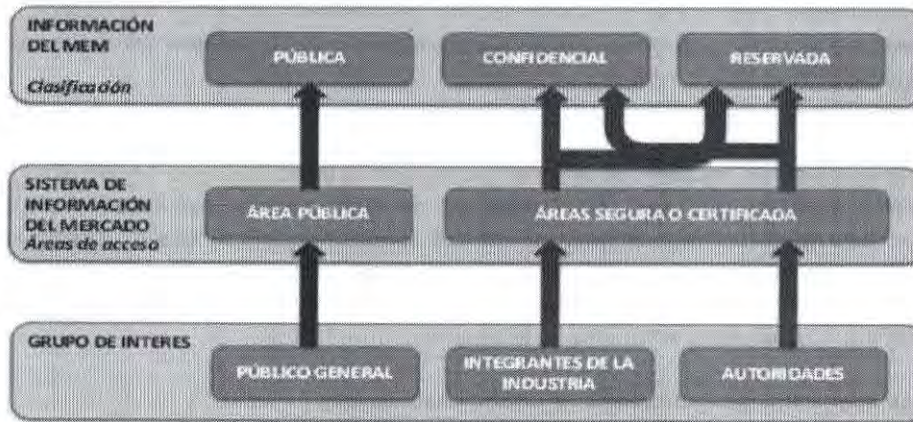 INFORMACIÓN
DEL MEM
Clasificación
PÚBLICA
CONFIDENCIAL
RESERVADA
SISTEMA DE
INFORMACIÓN
DEL MERCADO
Áreas de acceso
ÁREA PÚBLICA
ÁREAS SEGURA O CERTIFICADA
GRUPO DE INTERES
PÚBLICO GENERAL
INTEGRANTES DE LA
INDUSTRIA
AUTORIDADES